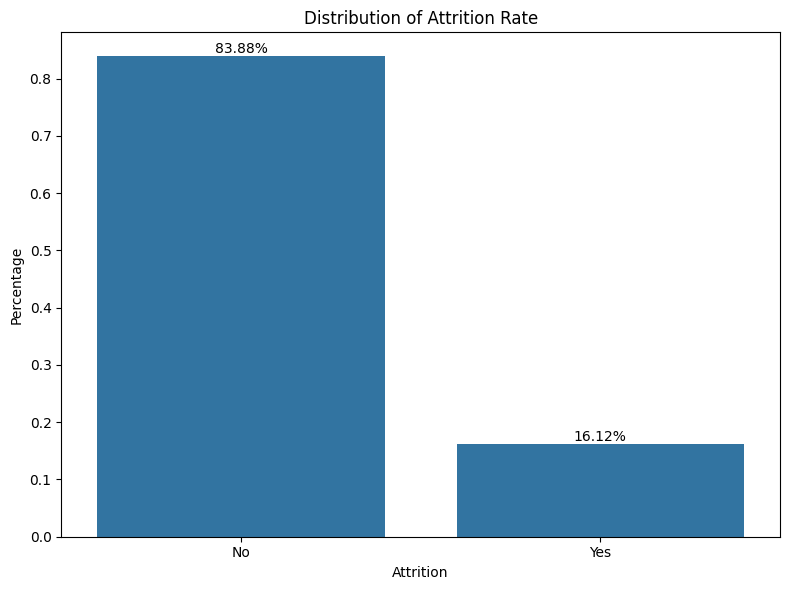 Distribution of Attrition Rate
83.88%
16.12%
0.8
0.7
0.6
0.5
0.4
0.3
0.2
0.1
0.0
Percentage
No
Yes
Attrition